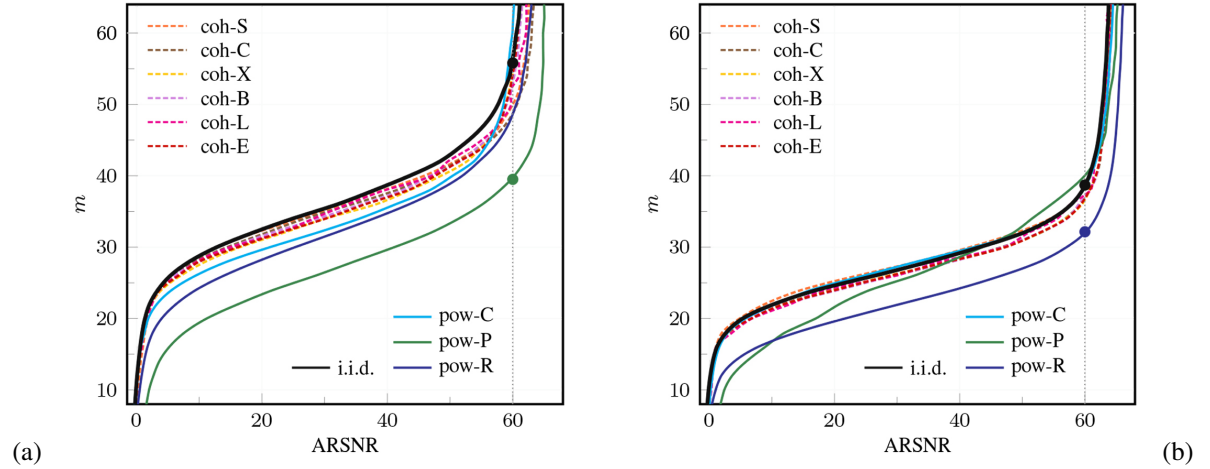 60
50
40
30
20
10
m
coh-S
coh-C
coh-X
coh-B
coh-L
coh-E
pow-C
pow-P
i.i.d.
pow-R
0
20
40
60
ARSNR
(a)
60
50
40
30
20
10
m
coh-S
coh-C
coh-X
coh-B
coh-L
coh-E
pow-C
pow-P
i.i.d.
pow-R
0
20
40
60
ARSNR
(b)